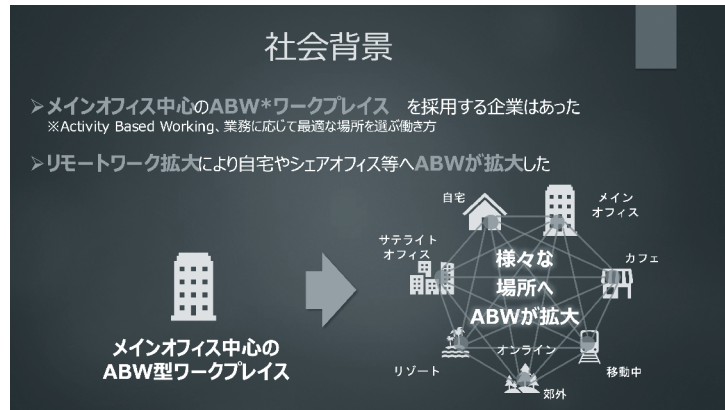 社会背景
➢メインオフィス中心のABW*ワークプレイス を採用する企業はあった
※Activity Based Working、業務に応じて最適な場所を選ぶ働き方
➢リモートワーク拡大により自宅やシェアオフィス等へABWが拡大した
自宅
メイン
オフィス
サテライト
オフィス
カフェ
様々な
場所へ
ABWが拡大
オンライン
リゾート
移動中
郊外
メインオフィス中心の
ABW型ワークプレイス